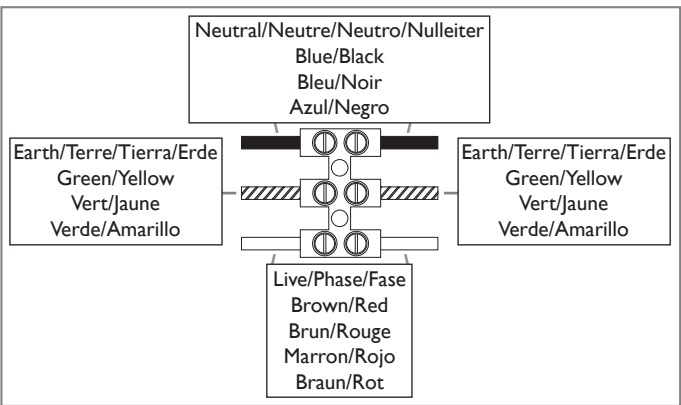 Neutral/Neutre/Neutro/Nulleiter
Blue/Black
Bleu/Noir
Azul/Negro
Earth/Terre/Tierra/Erde
Green/Yellow
Vert/Jaune
Verde/Amarillo
Earth/Terre/Tierra/Erde
Green/Yellow
Vert/Jaune
Verde/Amarillo
Live/Phase/Fase
Brown/Red
Brun/Rouge
Marron/Rojo
Braun/Rot